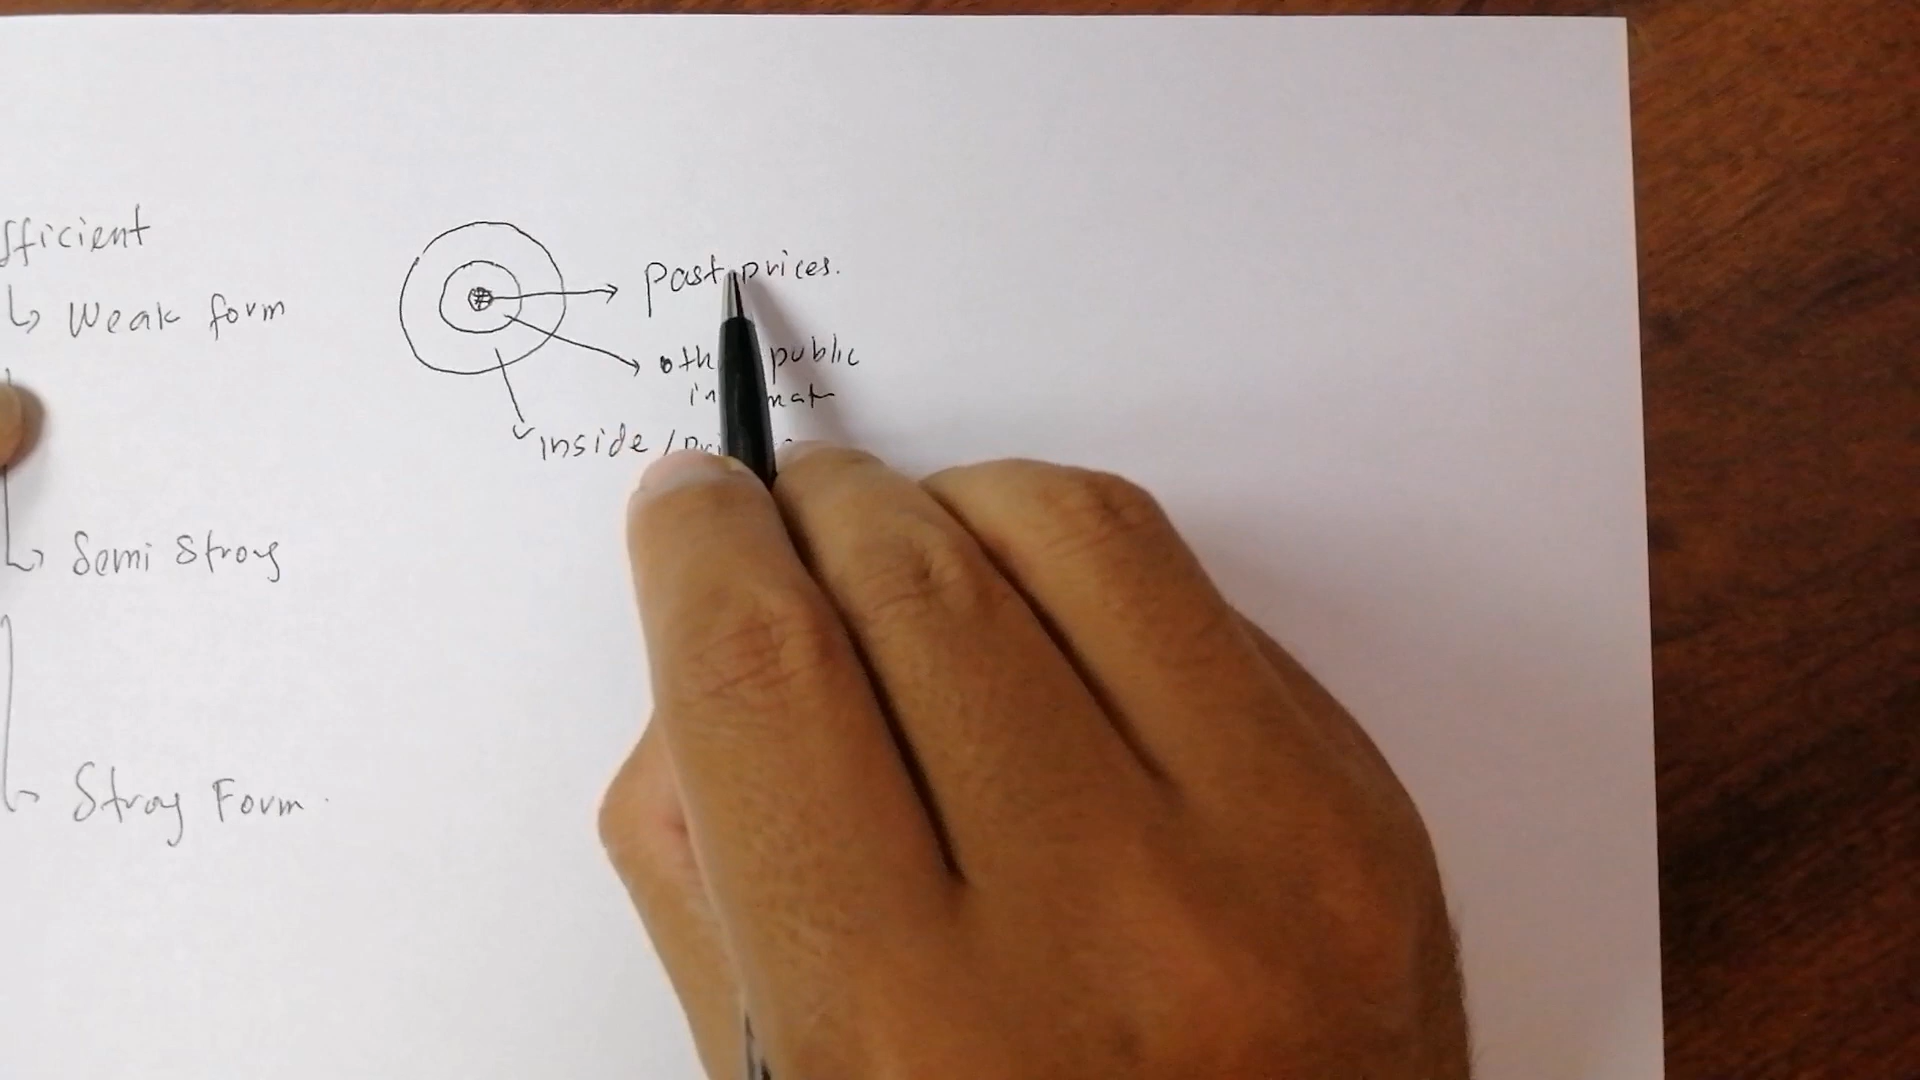 fficient
Weak form
Past prices.
public
inside /
Semi Strong
Strong Form.